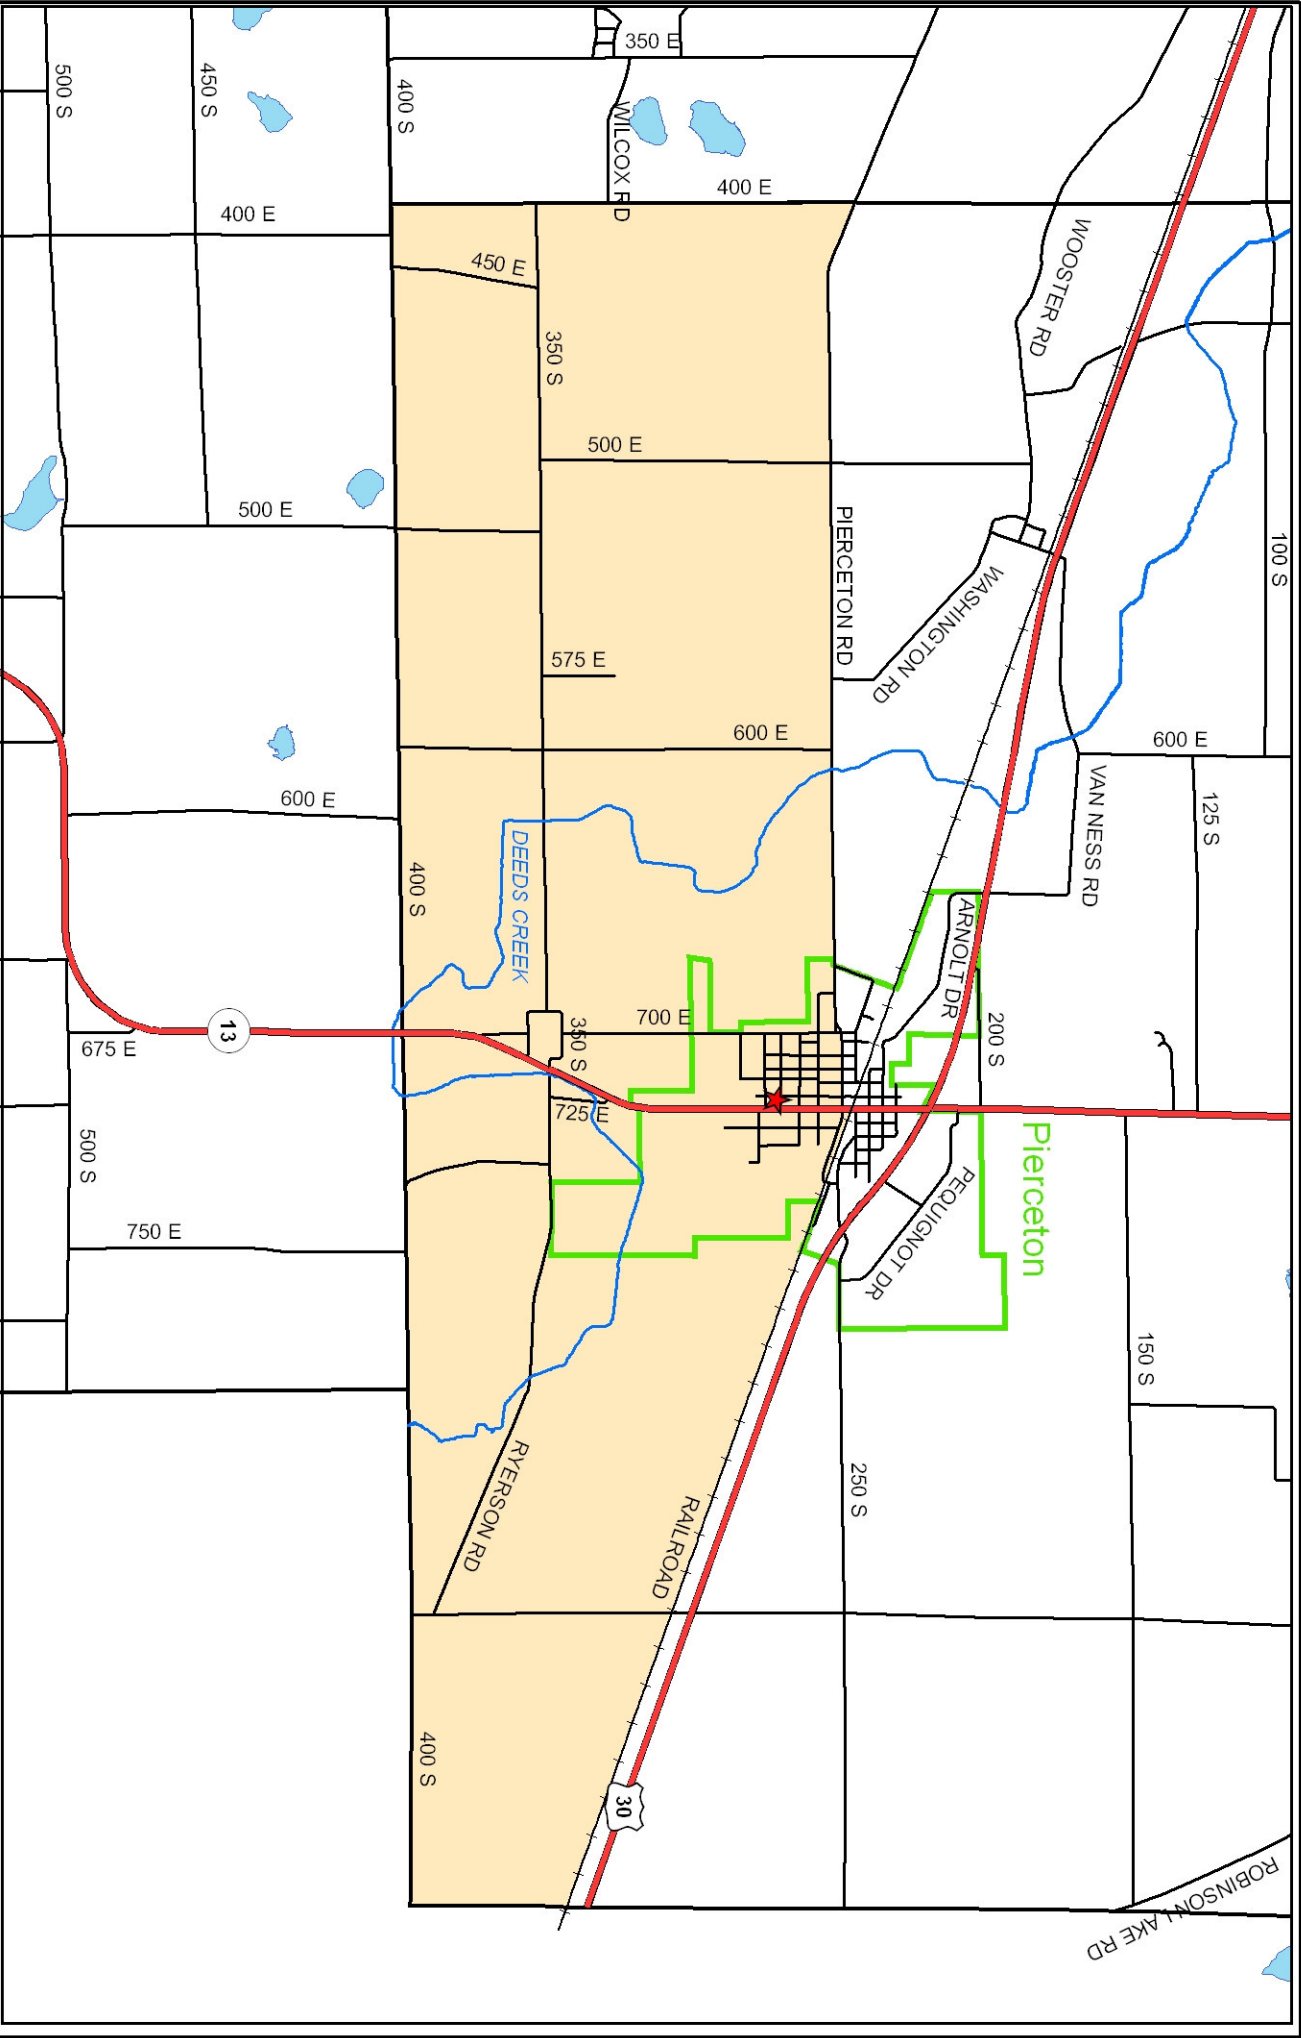 350 E
500 S
450 S
400 S
WILCOX RD
400 E
400 E
WOOSTER RD
450 E
350 S
500 E
500 E
PIERCETON RD
100 S
WASHINGTON RD
575 E
600 E
600 E
600 E
VAN NESS RD
125 S
400 S
DEEDS CREEK
ARNOLT DR
200 S
700 E
350 S
13
675 E
725 E
500 S
Pierceton
PEQUIGNOT DR
750 E
150 S
250 S
RYERSON RD
RAILROAD
400 S
30
ROBINSON LAKE RD